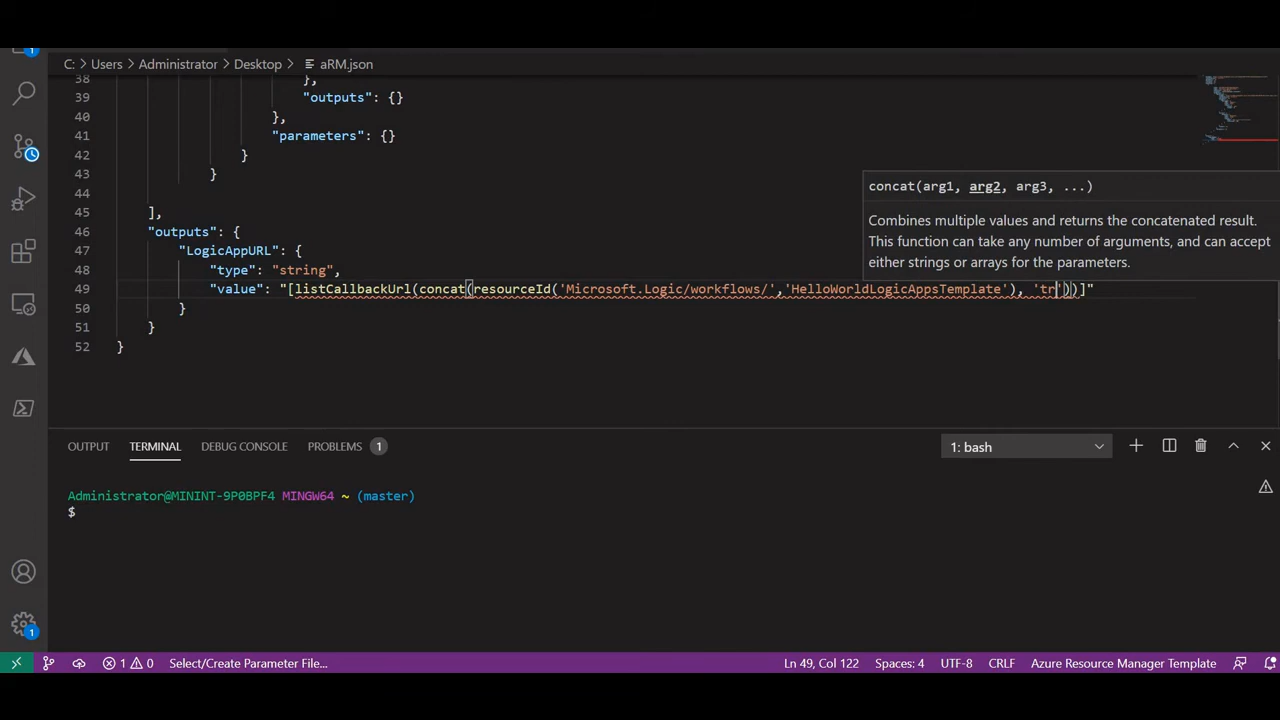 1
C: > Users > Administrator > Desktop > aRM.json
38 },
39 "outputs": {}
40 },
41 "parameters": {}
42 }
43 }
44
45 ],
46 "outputs": {
47 "LogicAppURL": {
48 "type": "string",
49 "value": "[listCallbackUrl(concat(resourceId('Microsoft.Logic/workflows/','HelloWorldLogicAppsTemplate'), 'tr'))]"
50 }
51 }
52 }
concat(arg1, arg2, arg3, ...)
Combines multiple values and returns the concatenated result.
This function can take any number of arguments, and can accept
either strings or arrays for the parameters.
OUTPUT TERMINAL DEBUG CONSOLE PROBLEMS 1 1: bash
Administrator@MININT-9P0BPF4 MINGW64 ~ (master)
$
1
1 0 Select/Create Parameter File... Ln 49, Col 122 Spaces: 4 UTF-8 CRLF Azure Resource Manager Template